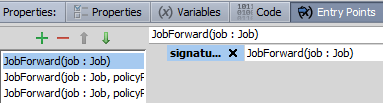 Properties: Properties (x) Variables Code Entry Points
JobForward(job : Job)
JobForward(job : Job, policyF
JobForward(job : Job, policyF
JobForward(job : Job)
signatu... JobForward(job : Job)